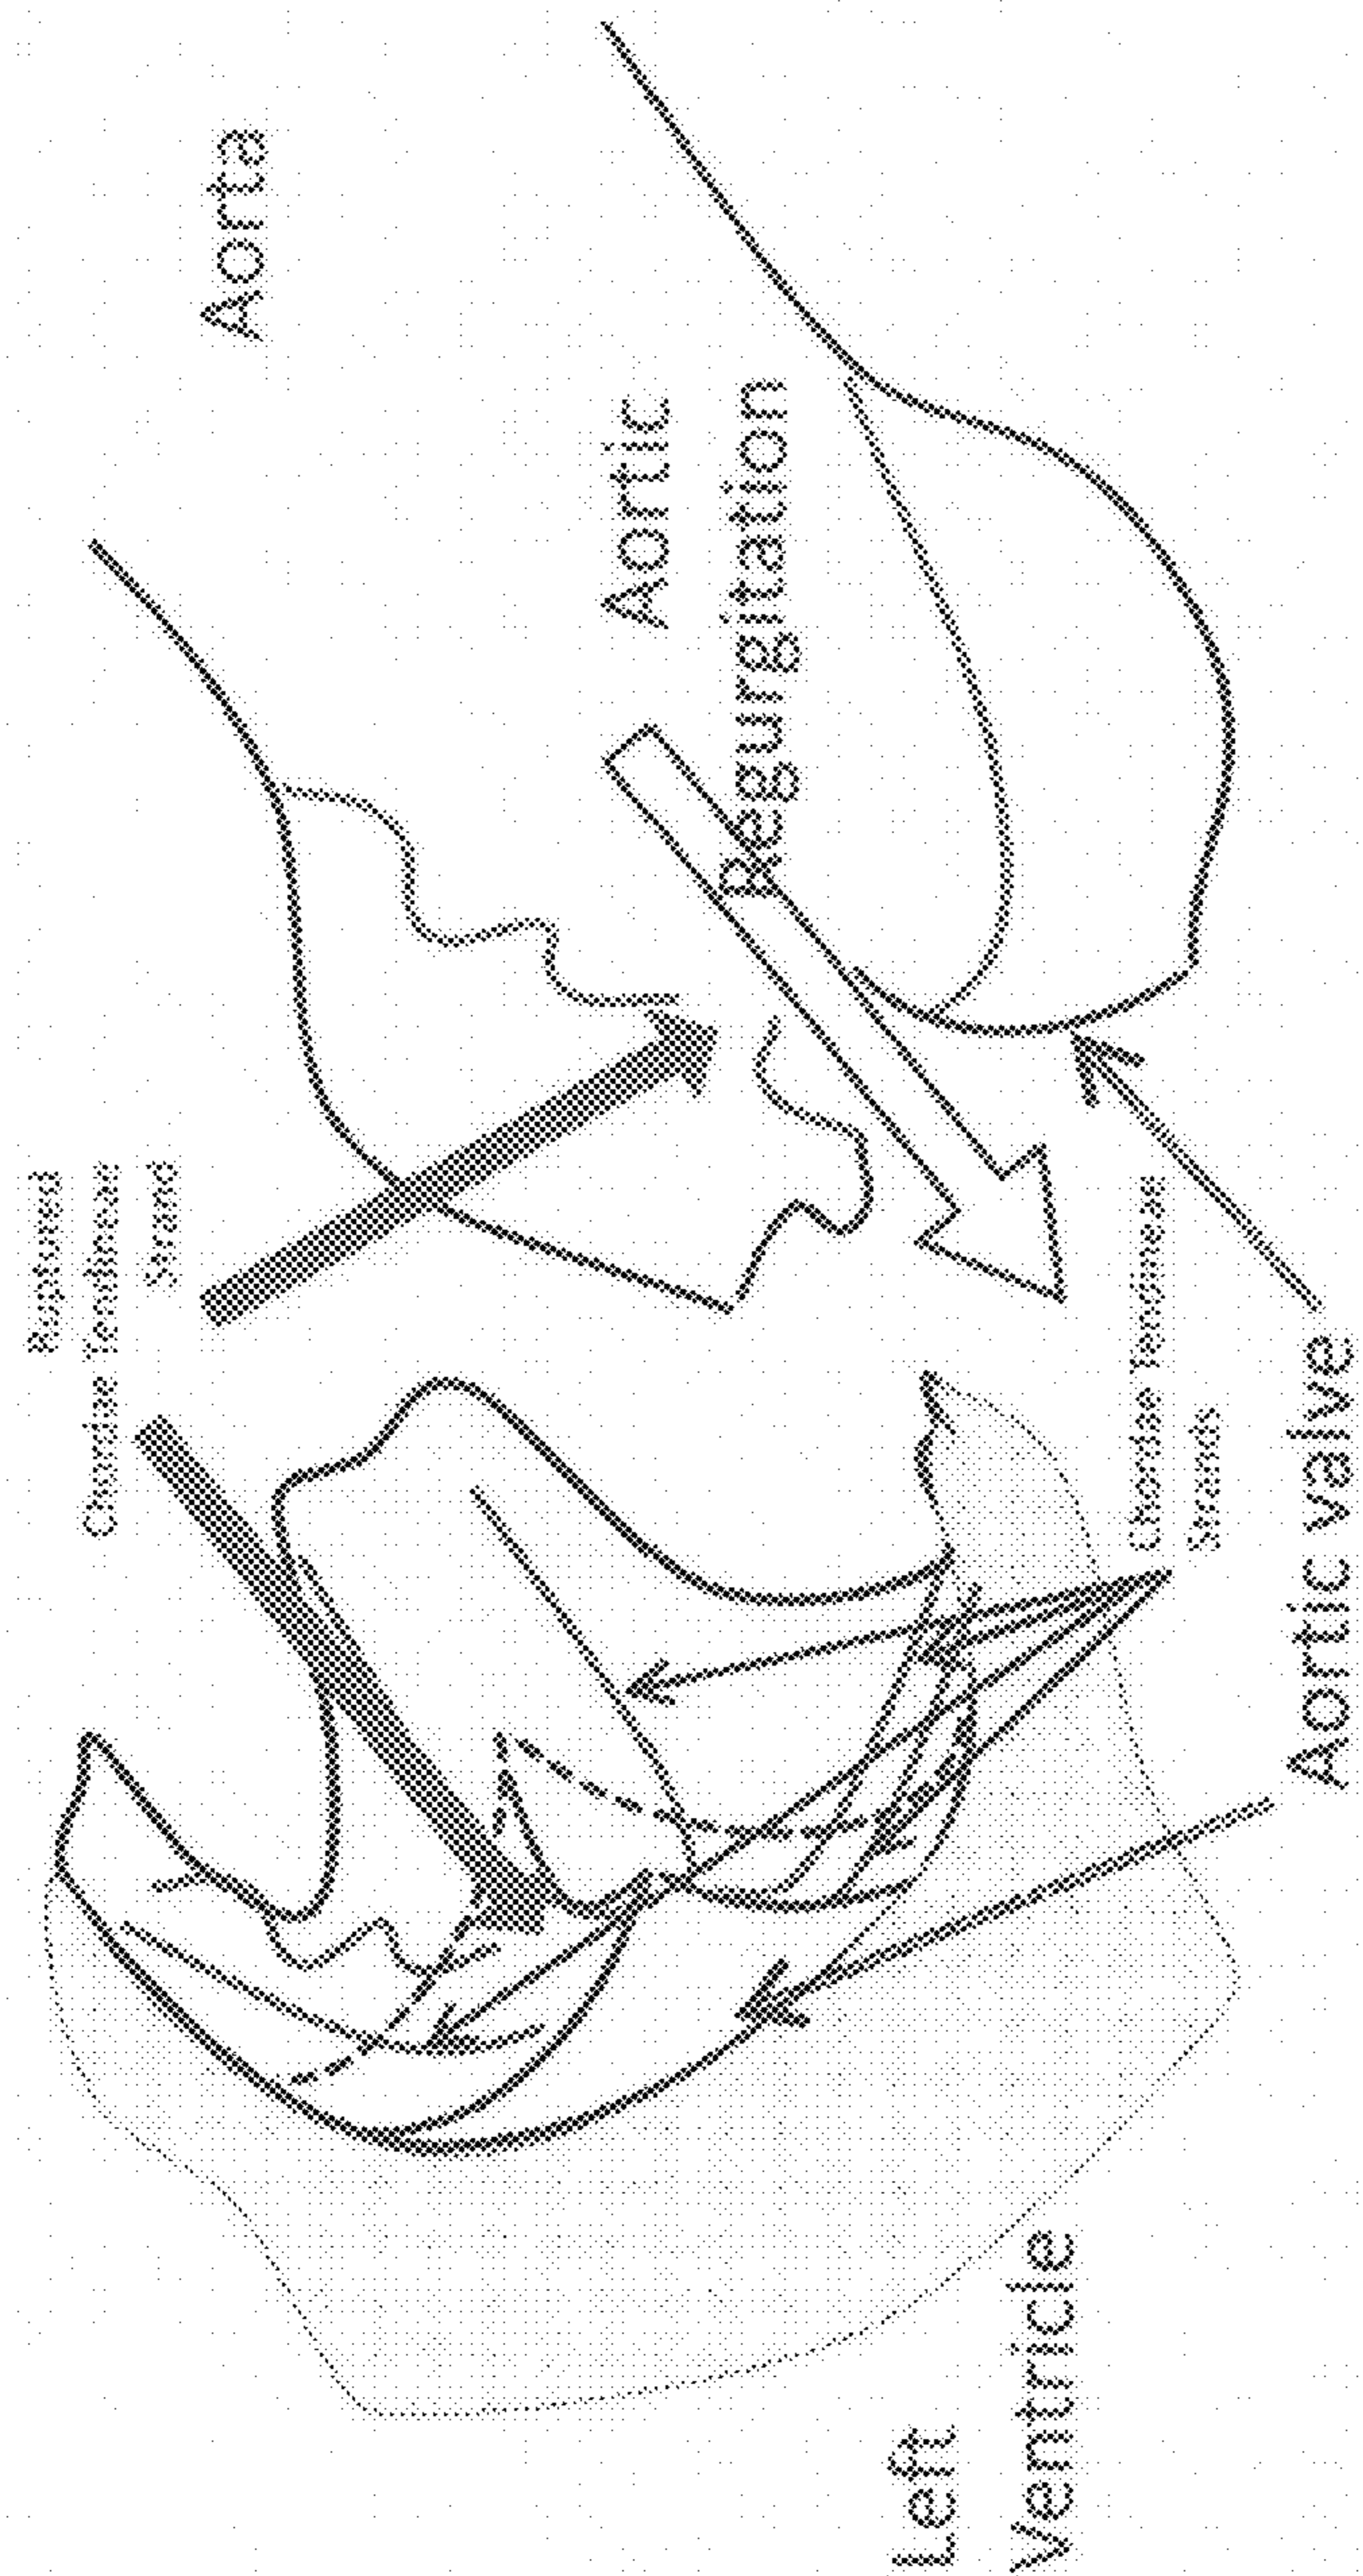 Ruptured
Chordae Tendineae
Strand
Aorta
Aortic
Regurgitation
Chordae Tendineae
Strands
Aortic valve
Left
Ventricle